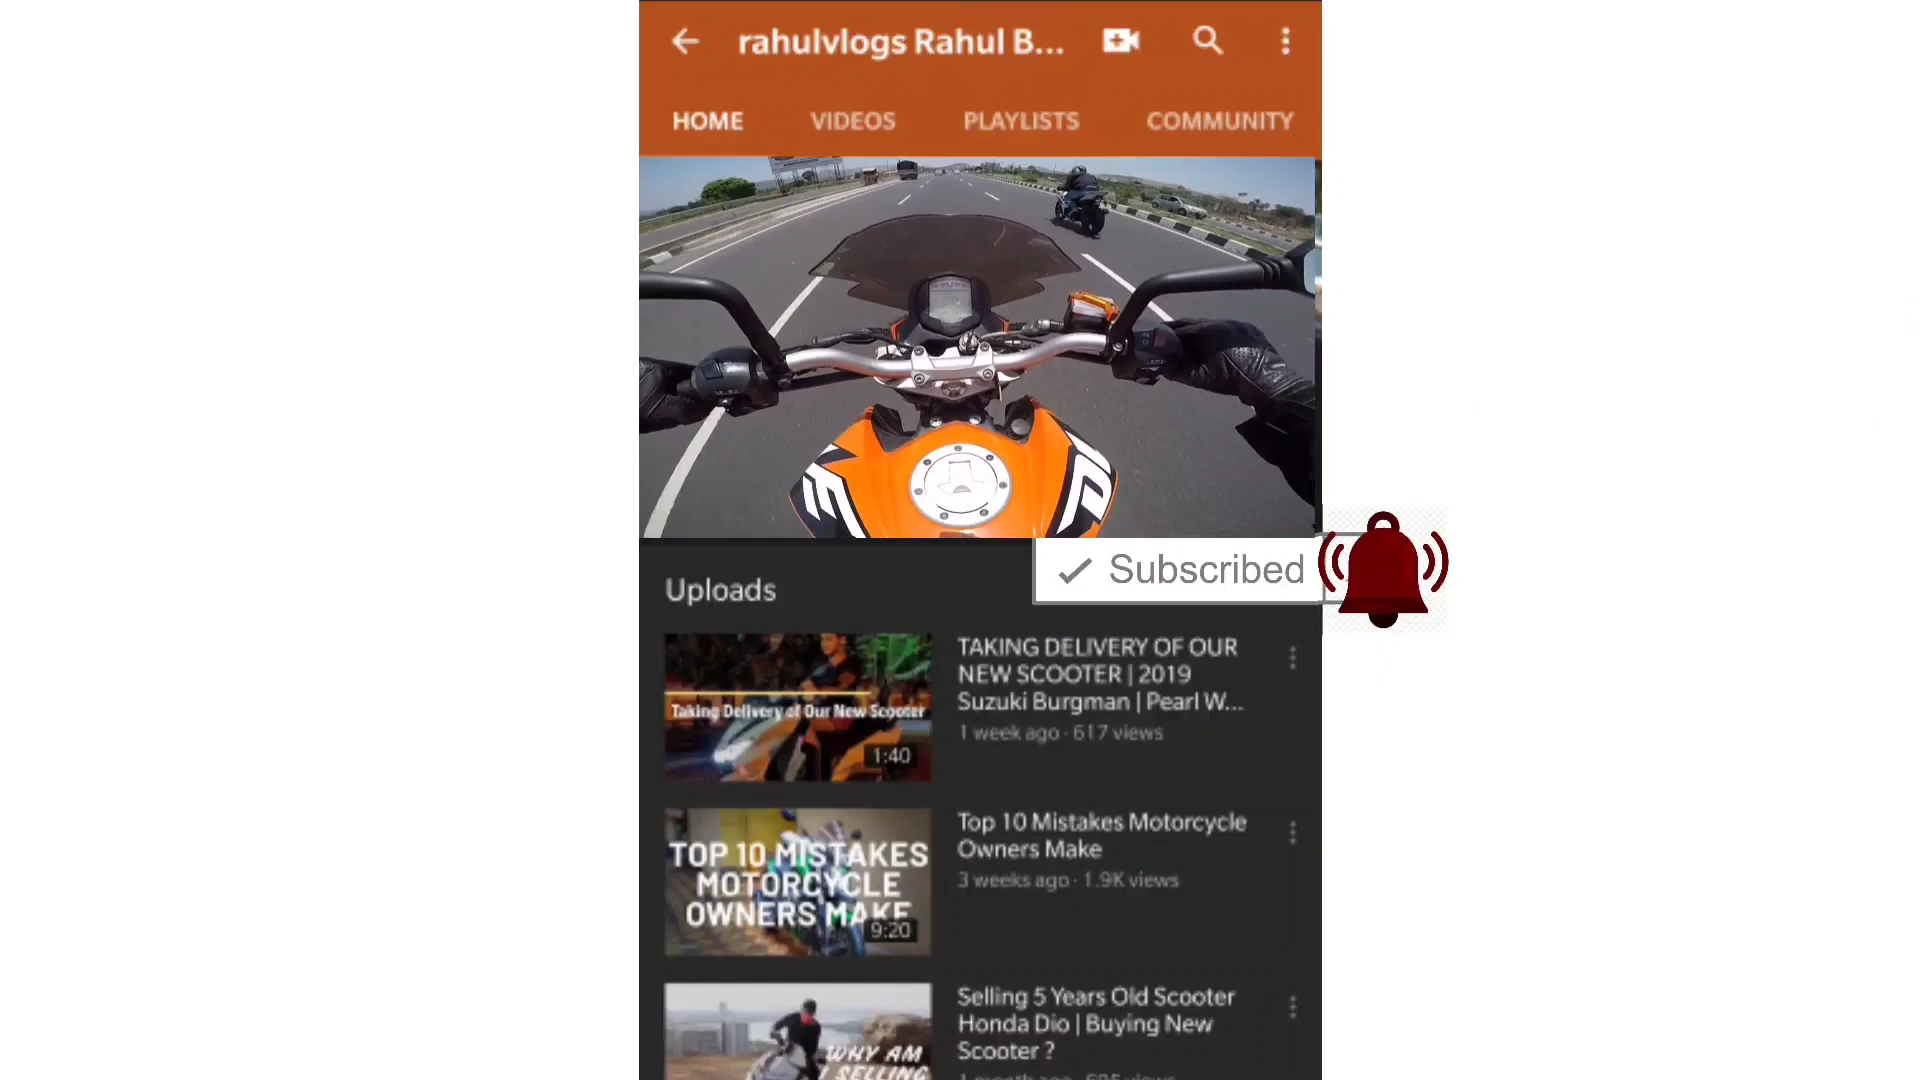 rahulvlogs Rahul B...
HOME VIDEOS PLAYLISTS COMMUNITY
Subscribed
Uploads
Taking Delivery of Our New Scooter
1:40
TAKING DELIVERY OF OUR
NEW SCOOTER | 2019
Suzuki Burgman | Pearl W...
1 week ago · 617 views
TOP 10 MISTAKES
MOTORCYCLE
OWNERS MAKE
9:20
Top 10 Mistakes Motorcycle
Owners Make
3 weeks ago · 1.9K views
WHY AM
I SELLING
Selling 5 Years Old Scooter
Honda Dio | Buying New
Scooter ?